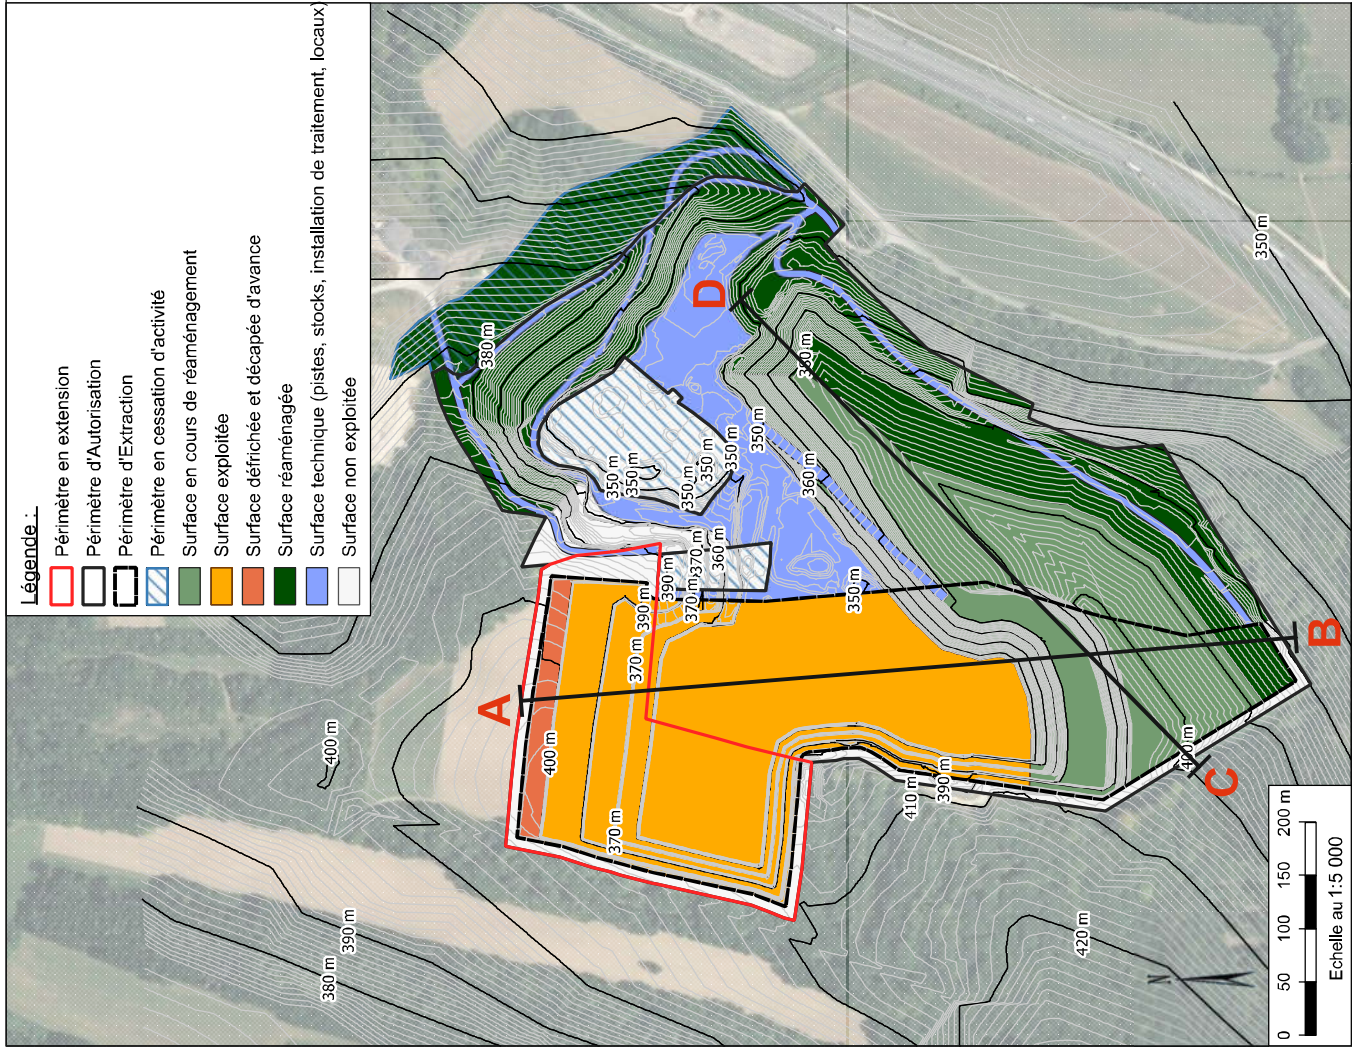 Légende :
Périmètre en extension
Périmètre d'Autorisation
Périmètre d'Extraction
Périmètre en cessation d'activité
Surface en cours de réaménagement
Surface exploitée
Surface défrichée et décapée d'avance
Surface réaménagée
Surface technique (pistes, stocks, installation de traitement, locaux)
Surface non exploitée
380 m
350 m
D
380 m
350 m
350 m
350 m
350 m
350 m
350 m
360 m
370 m
360 m
390 m
370 m
390 m
350 m
370 m
A
400 m
400 m
370 m
B
400 m
C
410 m
390 m
390 m
380 m
420 m
N
0 50 100 150 200 m
Echelle au 1:5 000